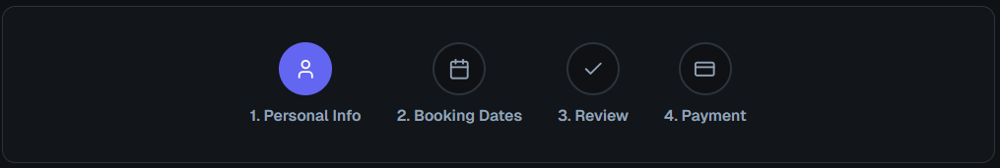 1. Personal Info
2. Booking Dates
3. Review
4. Payment